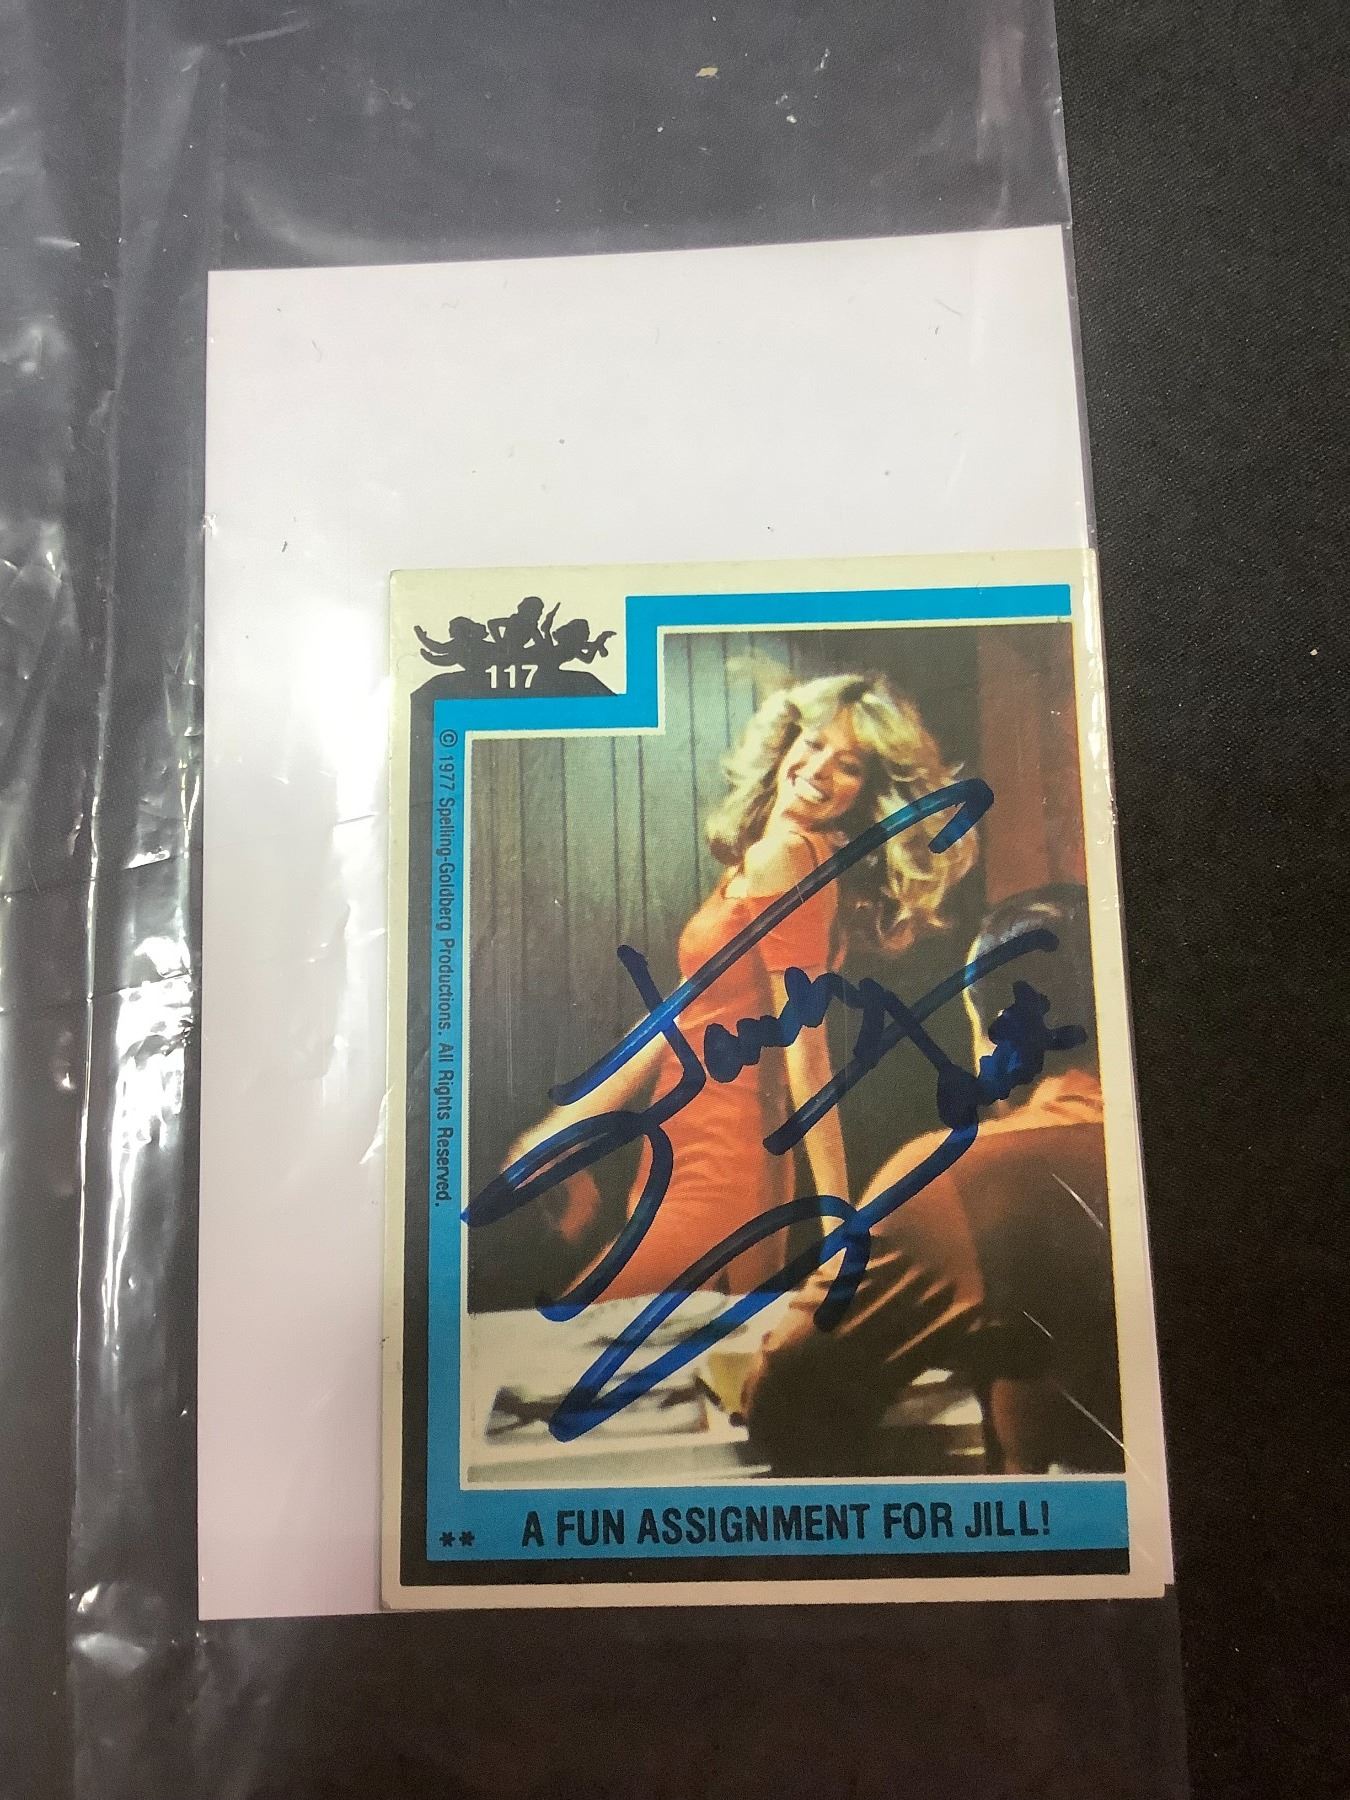 117
© 1977 Spelling-Goldberg Productions. All Rights Reserved.
** A FUN ASSIGNMENT FOR JILL!